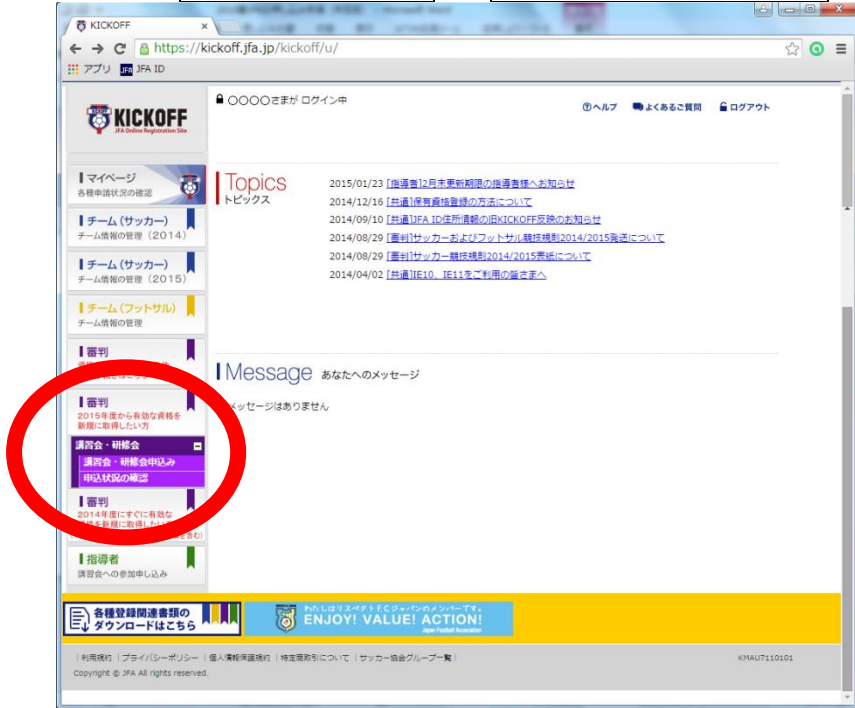 KICKOFF
https://kickoff.jfa.jp/kickoff/u/
アプリ JFA JFA ID
KICKOFF
JFA Online Registration Site
〇〇〇〇さまが ログイン中
ヘルプ
よくあるご質問
ログアウト
マイページ
各種申請状況の確認
チーム (サッカー)
チーム情報の管理 (2014)
チーム (サッカー)
チーム情報の管理 (2015)
チーム (フットサル)
チーム情報の管理
審判
審判
2015年度から有効な資格を
新規に取得したい方
講習会・研修会
講習会・研修会申込み
申込状況の確認
審判
2014年度にすぐに有効な
指導者
講習会への参加申し込み
Topics
トピックス
2015/01/23 [指導者]2月末更新期限の指導者様へお知らせ
2014/12/16 [共通]保有資格登録の方法について
2014/09/10 [共通]JFA ID住所情報の旧KICKOFF反映のお知らせ
2014/08/29 [審判]サッカーおよびフットサル競技規則2014/2015発送について
2014/08/29 [審判]サッカー競技規則2014/2015表紙について
2014/04/02 [共通]IE10、IE11をご利用の皆さまへ
Message あなたへのメッセージ
メッセージはありません
各種登録関連書類の
ダウンロードはこちら
わたしはリスペクトF.C.ジャパンのメンバーです。
ENJOY! VALUE! ACTION!
Japan Football Association
| 利用規約 | プライバシーポリシー | 個人情報保護規約 | 特定商取引について | サッカー協会グループ一覧 |
KMAU7110101
Copyright © JFA All rights reserved.